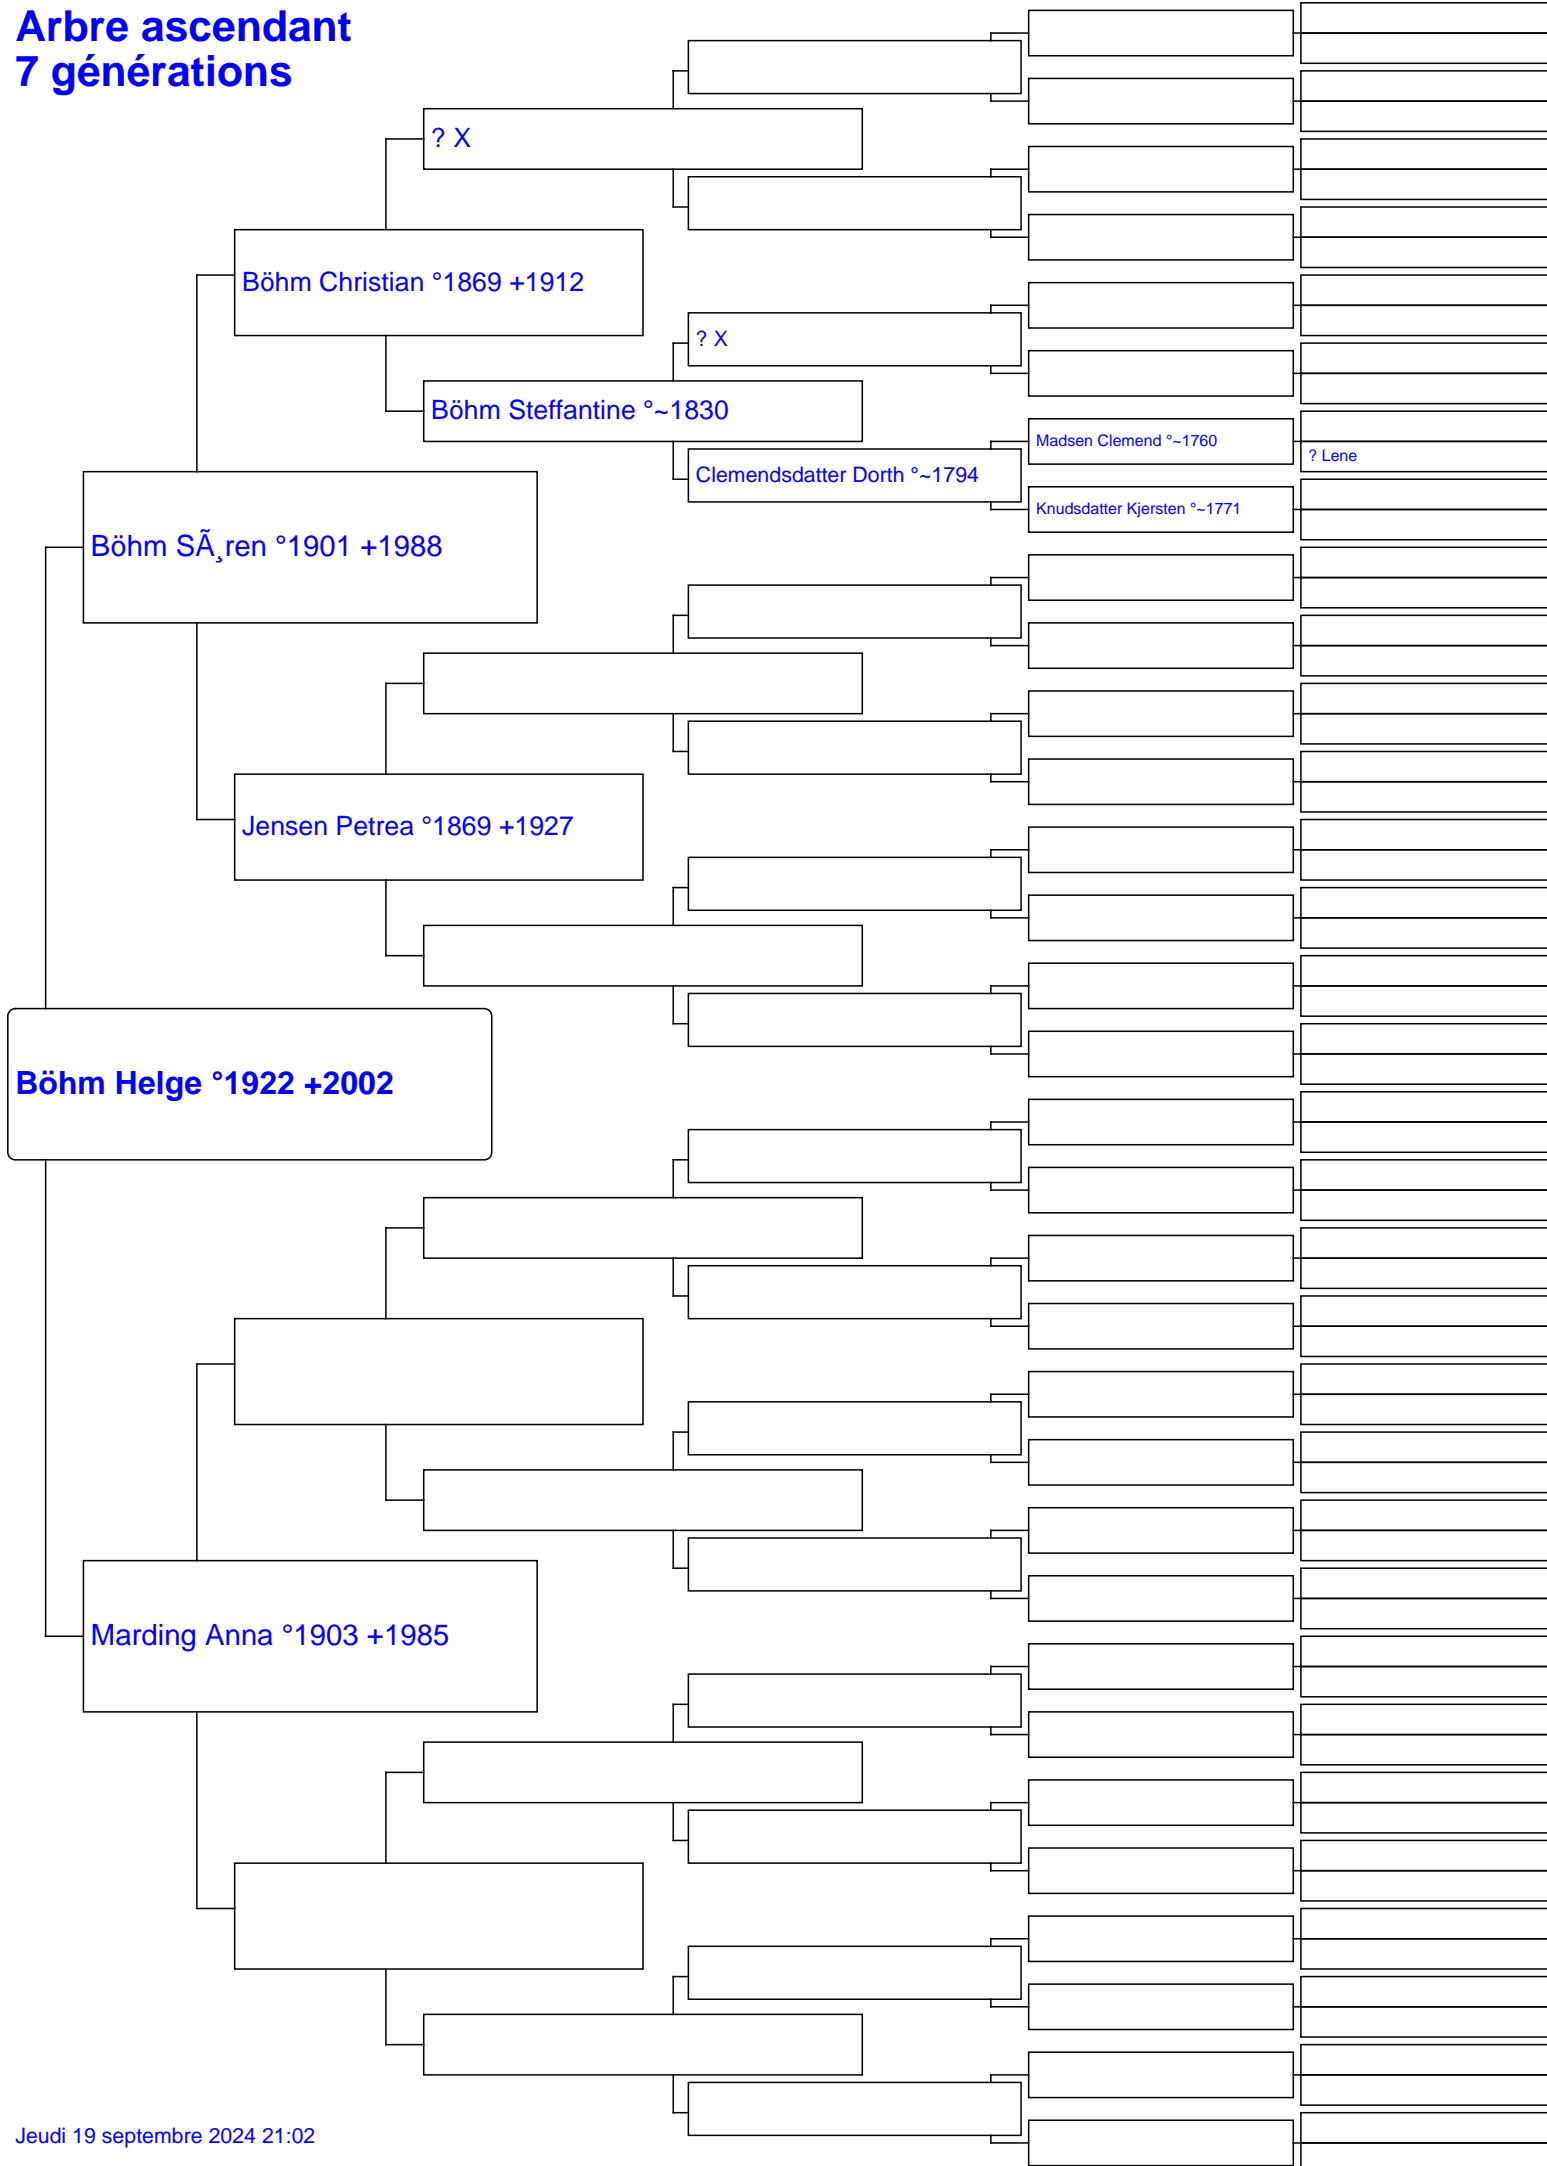 Arbre ascendant
7 générations
? X
Böhm Christian °1869 +1912
? X
Böhm Steffantine °~1830
Madsen Clemend °~1760
? Lene
Clemendsdatter Dorth °~1794
Knudsdatter Kjersten °~1771
Böhm SÃ¸ren °1901 +1988
Jensen Petrea °1869 +1927
Böhm Helge °1922 +2002
Marding Anna °1903 +1985
Jeudi 19 septembre 2024 21:02